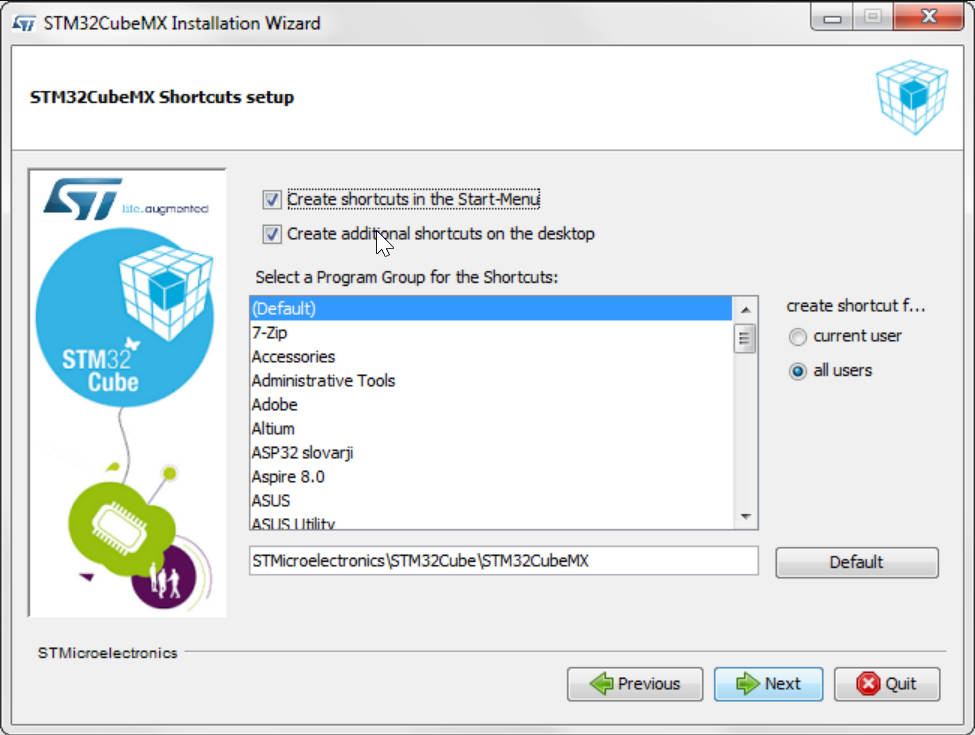 STM32CubeMX Installation Wizard
STM32CubeMX Shortcuts setup
ST life.augmented
STM32
Cube
Create shortcuts in the Start-Menu
Create additional shortcuts on the desktop
Select a Program Group for the Shortcuts:
(Default)
7-Zip
Accessories
Administrative Tools
Adobe
Altium
ASP32 slovarji
Aspire 8.0
ASUS
ASUS Utility
create shortcut f...
current user
all users
STMicroelectronics\STM32Cube\STM32CubeMX
Default
STMicroelectronics
Previous
Next
Quit